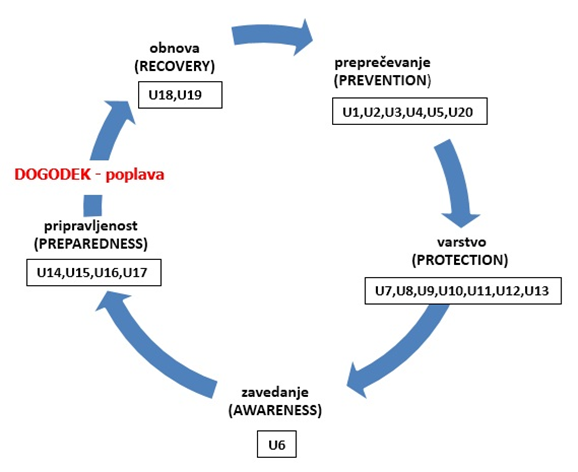 obnova
(RECOVERY)
U18,U19
preprečevanje
(PREVENTION)
U1,U2,U3,U4,U5,U20
DOGODEK - poplava
pripravljenost
(PREPAREDNESS)
U14,U15,U16,U17
varstvo
(PROTECTION)
U7,U8,U9,U10,U11,U12,U13
zavedanje
(AWARENESS)
U6